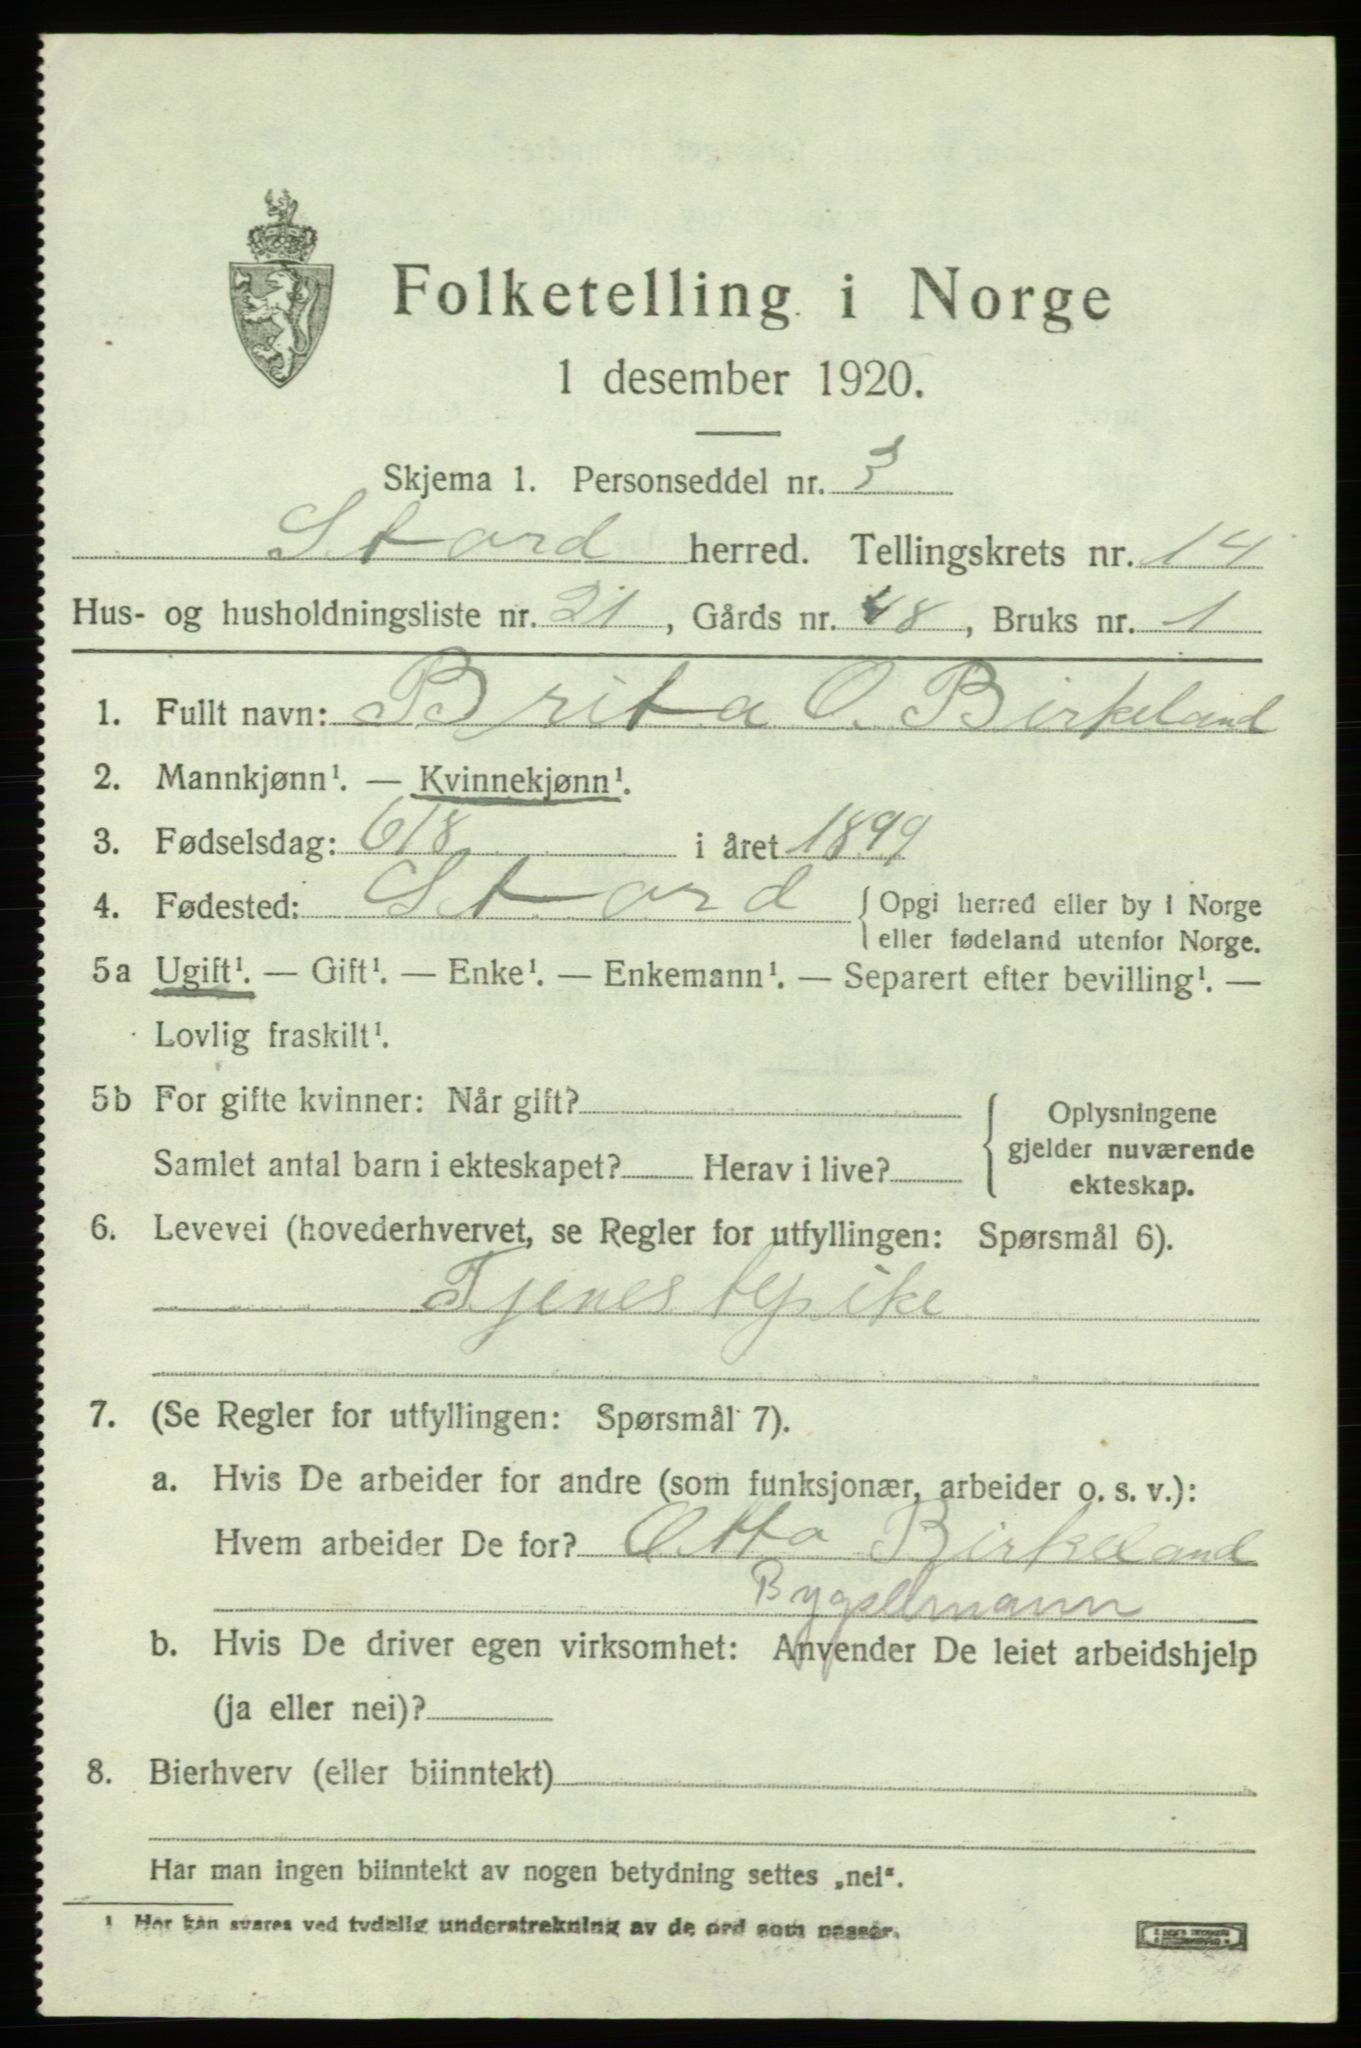 Folketelling i Norge
1 desember 1920.
Skjema 1. Personseddel nr. 3
Stord herred. Tellingskrets nr. 14
Hus- og husholdningsliste nr. 21, Gårds nr. 48, Bruks nr. 1
1. Fullt navn: Brita O. Birkeland
2. Mannkjønn¹. — Kvinnekjønn¹.
3. Fødselsdag: 6/8 i året 1899
4. Fødested: Stord { Opgi herred eller by i Norge
eller fødeland utenfor Norge.
5a Ugift¹. — Gift¹. — Enke¹. — Enkemann¹. — Separert efter bevilling¹. —
Lovlig fraskilt¹.
5b For gifte kvinner: Når gift?
Samlet antal barn i ekteskapet? Herav i live?
{ Oplysningene
gjelder nuværende
ekteskap.
6. Levevei (hovederhvervet, se Regler for utfyllingen: Spørsmål 6).
Tjenestepike
7. (Se Regler for utfyllingen: Spørsmål 7).
a. Hvis De arbeider for andre (som funksjonær, arbeider o. s. v.):
Hvem arbeider De for? Otto Birkeland
Bygselmann
b. Hvis De driver egen virksomhet: Anvender De leiet arbeidshjelp
(ja eller nei)?
8. Bierhverv (eller biinntekt)
Har man ingen biinntekt av nogen betydning settes „nei“.
1 Her kan svares ved tydelig understrekning av de ord som passer.